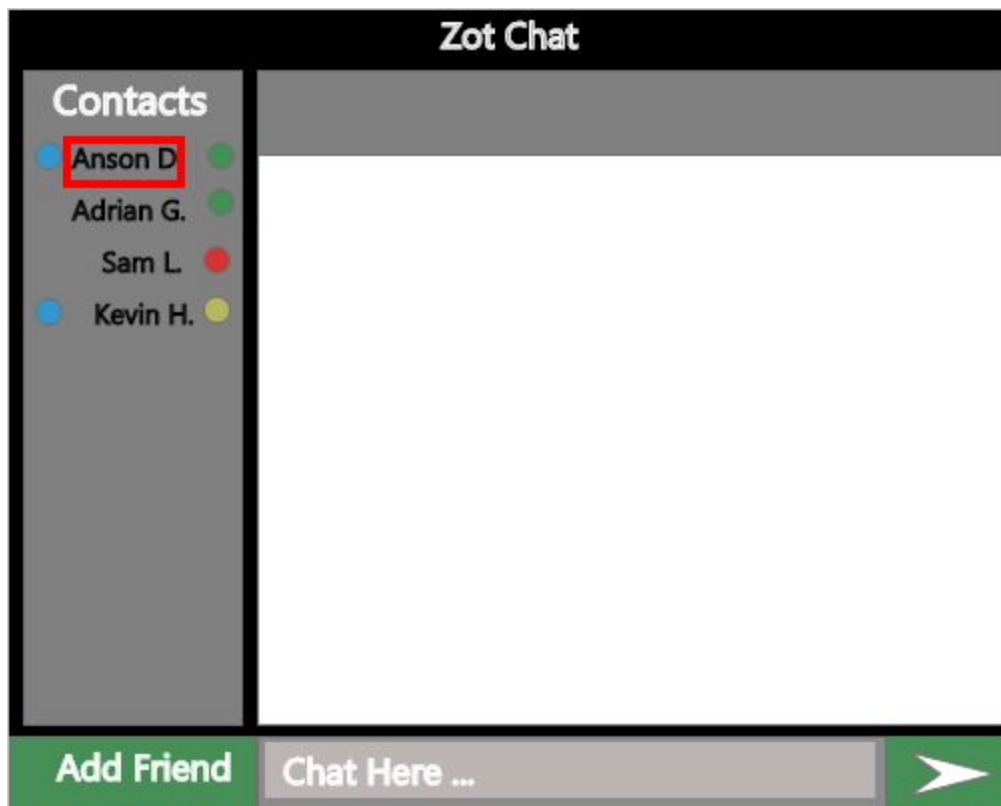 Zot Chat
Contacts
Anson D
Adrian G.
Sam L.
Kevin H.
Add Friend
Chat Here ...